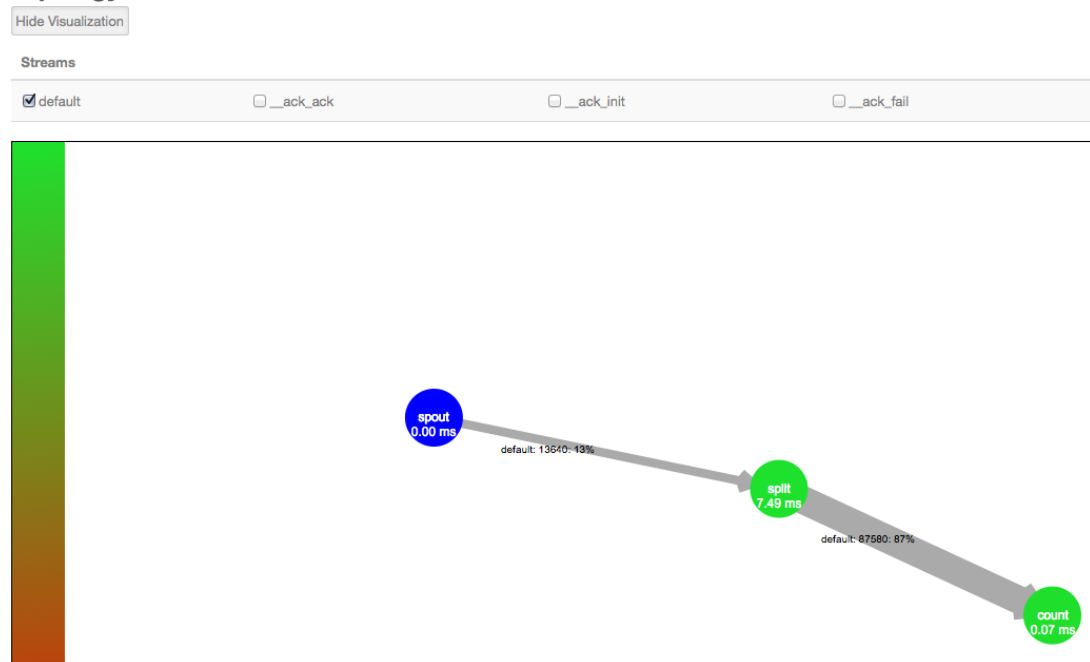 Hide Visualization
Streams
default
__ack_ack
__ack_init
__ack_fail
spout
0.00 ms
default: 13640: 13%
split
7.49 ms
default: 87580: 87%
count
0.07 ms